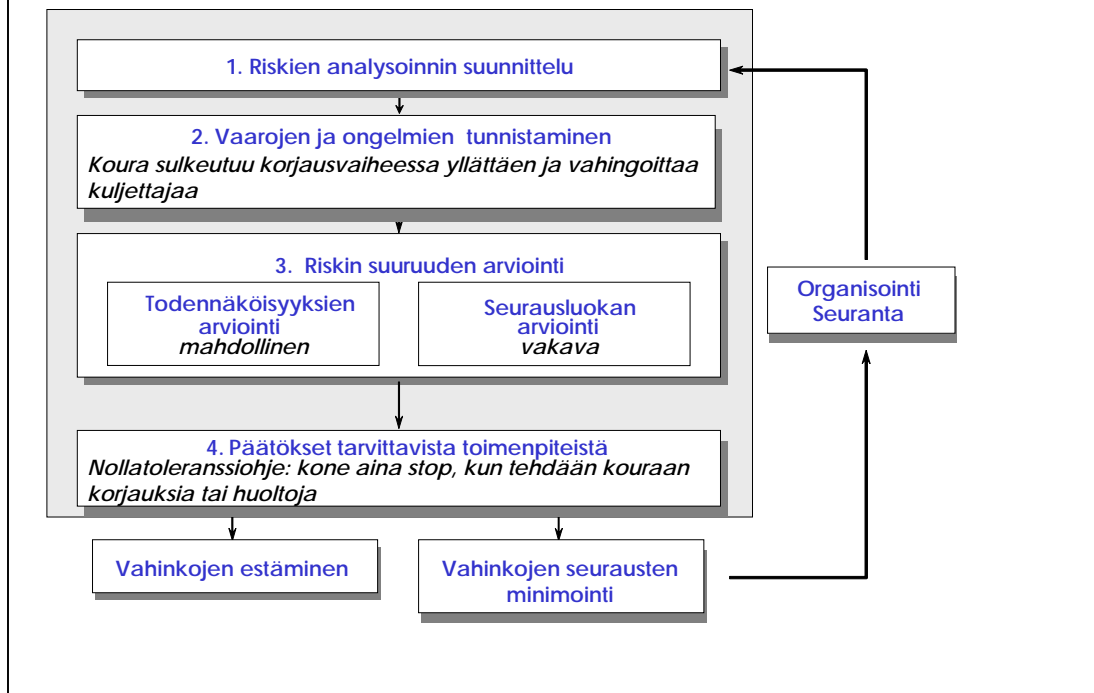 1. Riskien analysoinnin suunnittelu
2. Vaarojen ja ongelmien tunnistaminen
Koura sulkeutuu korjausvaiheessa yllättäen ja vahingoittaa
kuljettajaa
3. Riskin suuruuden arviointi
Todennäköisyyksien
arviointi
mahdollinen
Seurausluokan
arviointi
vakava
Organisointi
Seuranta
4. Päätökset tarvittavista toimenpiteistä
Nollatoleranssiohje: kone aina stop, kun tehdään kouraan
korjauksia tai huoltoja
Vahinkojen estäminen
Vahinkojen seurausten
minimointi